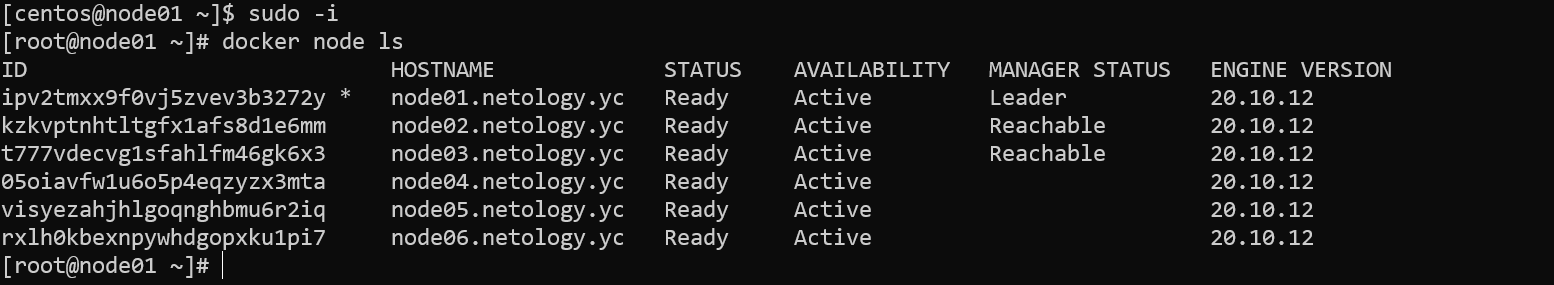 [centos@node01 ~]$ sudo -i
[root@node01 ~]# docker node ls
ID                            HOSTNAME             STATUS    AVAILABILITY   MANAGER STATUS   ENGINE VERSION
ipv2tmxx9f0vj5zvev3b3272y *   node01.netology.yc   Ready     Active         Leader           20.10.12
kzkvptnhtltgfx1afs8d1e6mm     node02.netology.yc   Ready     Active         Reachable        20.10.12
t777vdecvg1sfahlfm46gk6x3     node03.netology.yc   Ready     Active         Reachable        20.10.12
05oiavfw1u6o5p4eqzyzx3mta     node04.netology.yc   Ready     Active                          20.10.12
visyezahjhlgoqnghbmu6r2iq     node05.netology.yc   Ready     Active                          20.10.12
rxlh0kbexnpywhdgopxku1pi7     node06.netology.yc   Ready     Active                          20.10.12
[root@node01 ~]#